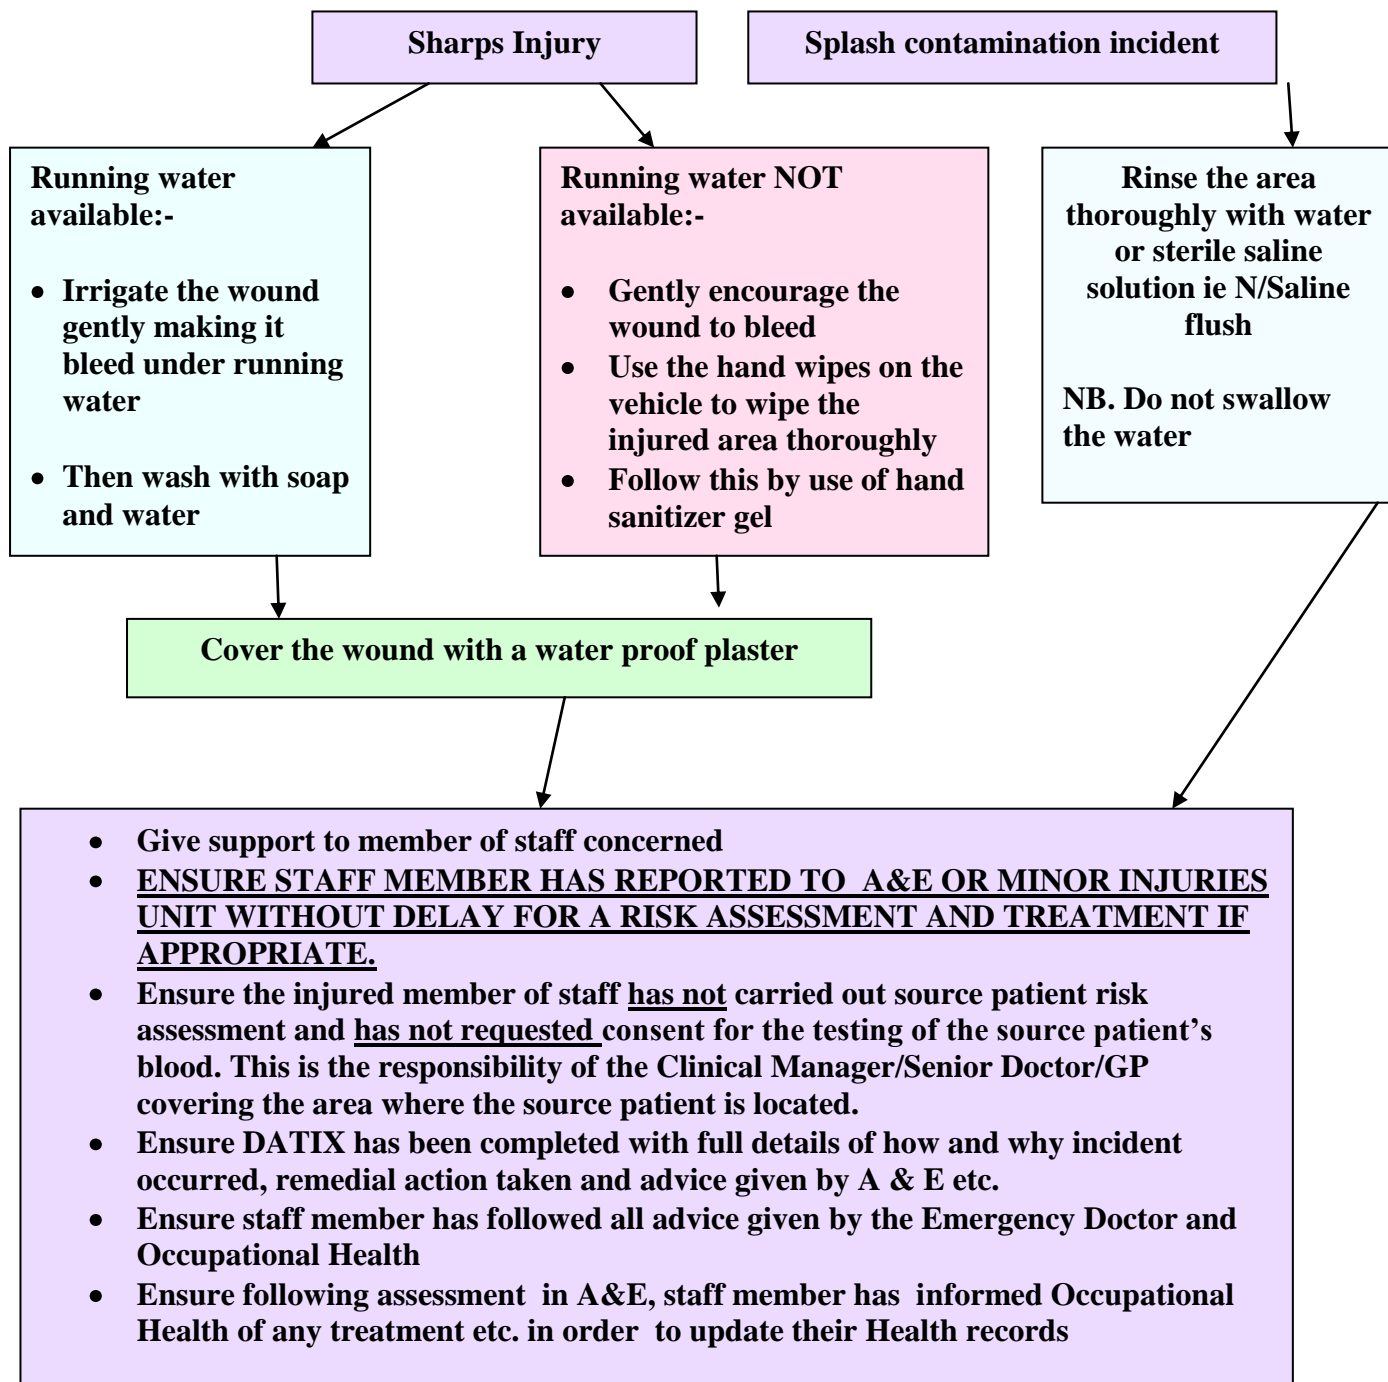 Sharps Injury
Splash contamination incident
Running water
available:-
• Irrigate the wound
gently making it
bleed under running
water
• Then wash with soap
and water
Running water NOT
available:-
• Gently encourage the
wound to bleed
• Use the hand wipes on the
vehicle to wipe the
injured area thoroughly
• Follow this by use of hand
sanitizer gel
Rinse the area
thoroughly with water
or sterile saline
solution ie N/Saline
flush
NB. Do not swallow
the water
Cover the wound with a water proof plaster
• Give support to member of staff concerned
• ENSURE STAFF MEMBER HAS REPORTED TO A&E OR MINOR INJURIES
UNIT WITHOUT DELAY FOR A RISK ASSESSMENT AND TREATMENT IF
APPROPRIATE.
• Ensure the injured member of staff has not carried out source patient risk
assessment and has not requested consent for the testing of the source patient’s
blood. This is the responsibility of the Clinical Manager/Senior Doctor/GP
covering the area where the source patient is located.
• Ensure DATIX has been completed with full details of how and why incident
occurred, remedial action taken and advice given by A & E etc.
• Ensure staff member has followed all advice given by the Emergency Doctor and
Occupational Health
• Ensure following assessment in A&E, staff member has informed Occupational
Health of any treatment etc. in order to update their Health records